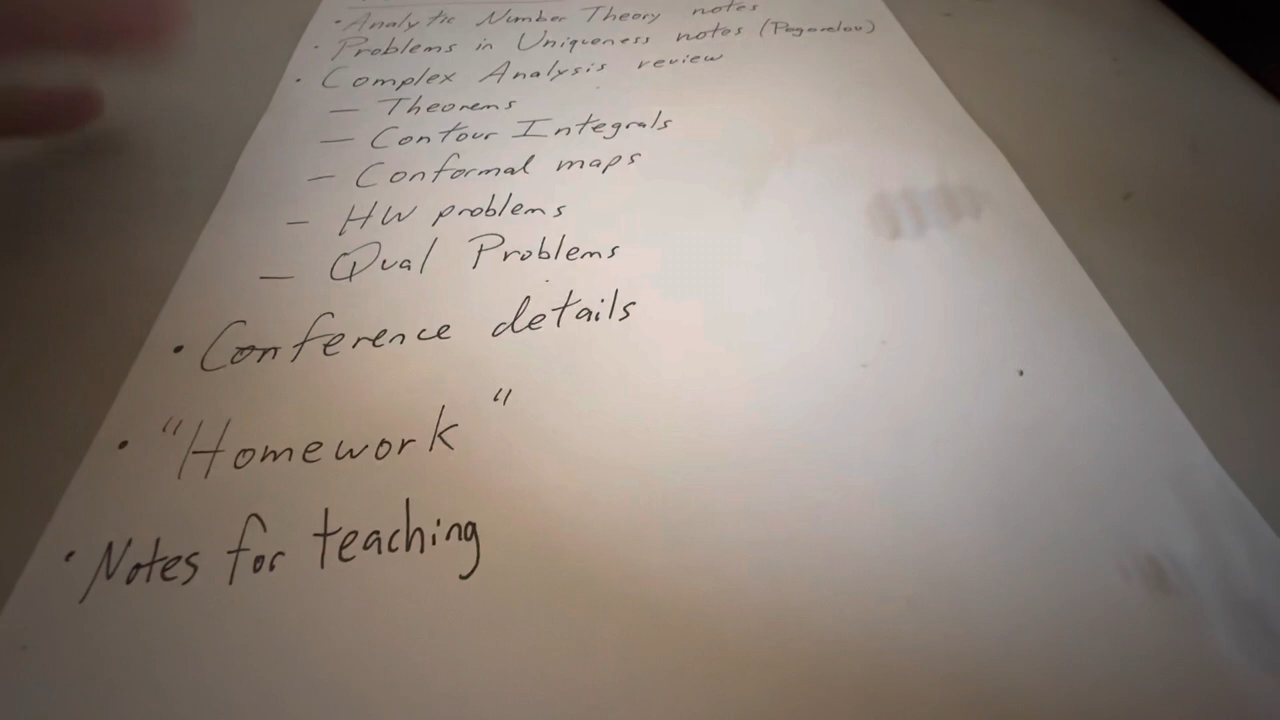 • Analytic Number Theory notes
• Problems in Uniqueness notes (Pogorelov)
• Complex Analysis review
— Theorems
— Contour Integrals
— Conformal maps
— HW problems
— Qual Problems
• Conference details
• "Homework"
• Notes for teaching